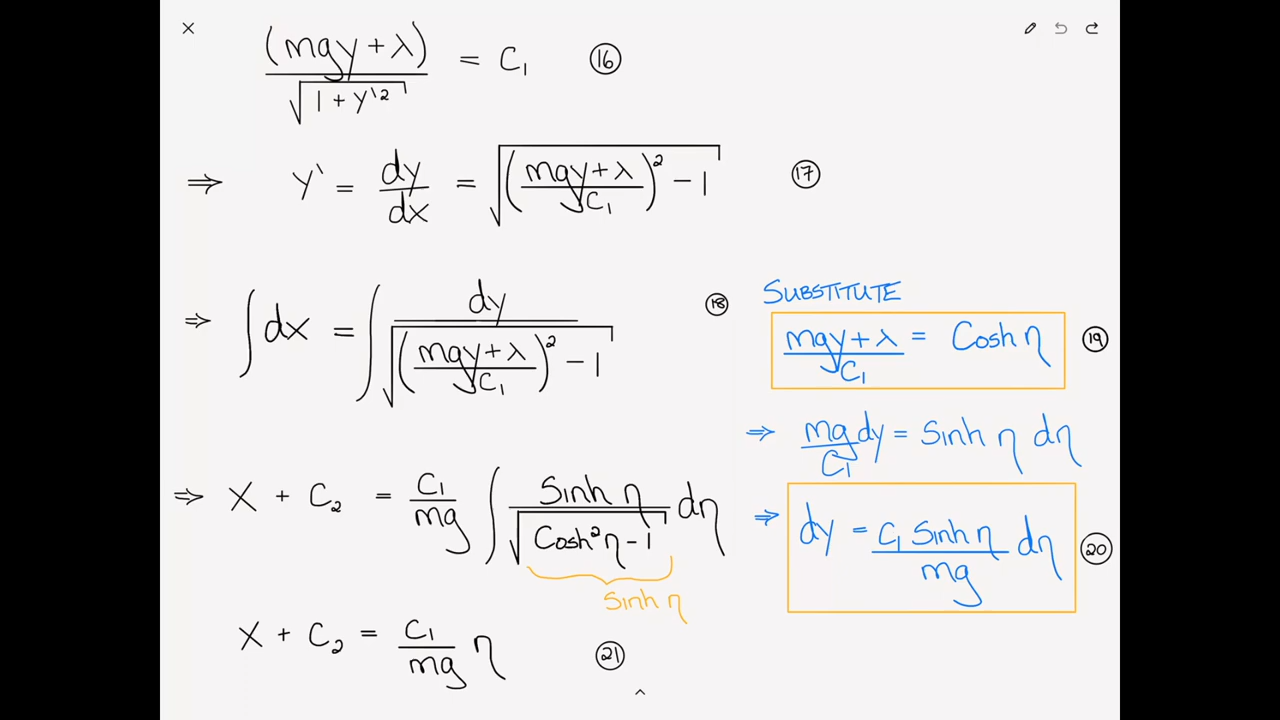 (mgy + λ) / √(1 + y'²) = C₁ ⑯
⇒ y' = dy/dx = √(((mgy + λ)/C₁)² − 1) ⑰
⇒ ∫ dx = ∫ dy / √(((mgy + λ)/C₁)² − 1) ⑱
SUBSTITUTE
(mgy + λ)/C₁ = Cosh η ⑲
⇒ mg/C₁ dy = Sinh η dη
⇒ dy = C₁ Sinh η / mg dη ⑳
⇒ x + C₂ = C₁/mg ∫ Sinh η / √(Cosh² η − 1) dη
Sinh η
x + C₂ = C₁/mg η ㉑